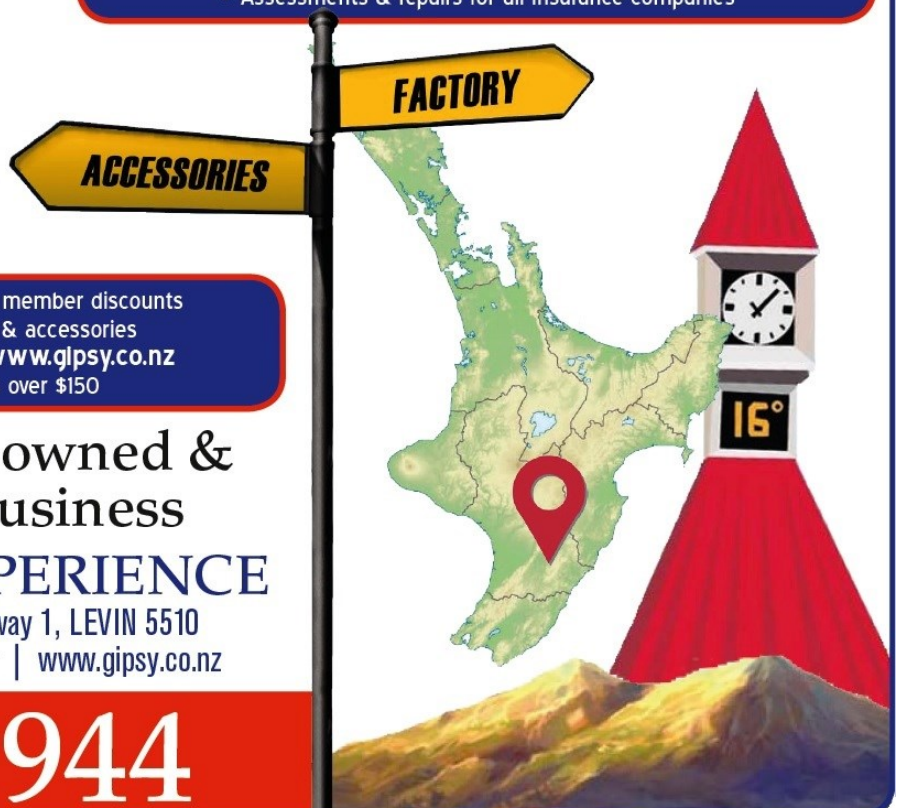 Assessments & repairs for all insurance companies
FACTORY
ACCESSORIES
member discounts
& accessories
www.gipsy.co.nz
over $150
16°
owned &
usiness
PERIENCE
way 1, LEVIN 5510
| www.gipsy.co.nz
944